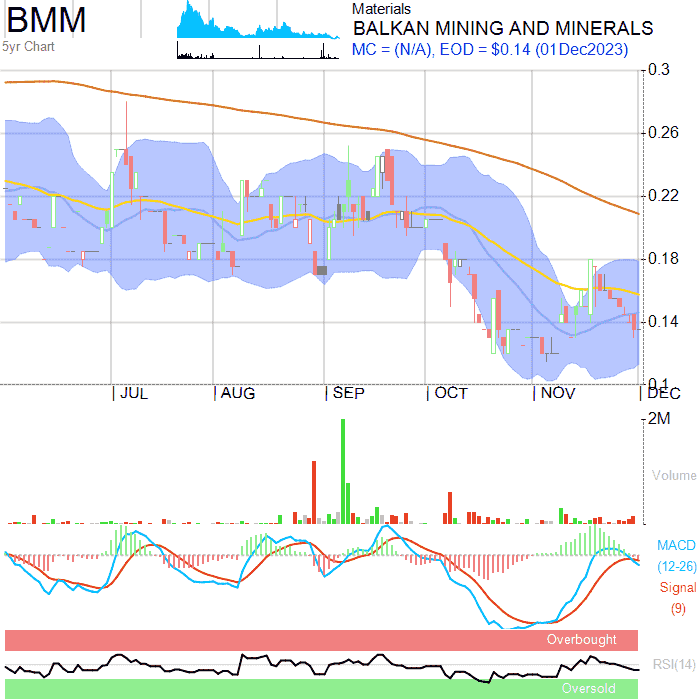 BMM
5yr Chart
Materials
BALKAN MINING AND MINERALS
MC = (N/A), EOD = $0.14 (01Dec2023)
0.3
0.26
0.22
0.18
0.14
0.1
JUL AUG SEP OCT NOV DEC
2M
Volume
MACD
(12-26)
Signal
(9)
Overbought
RSI(14)
Oversold